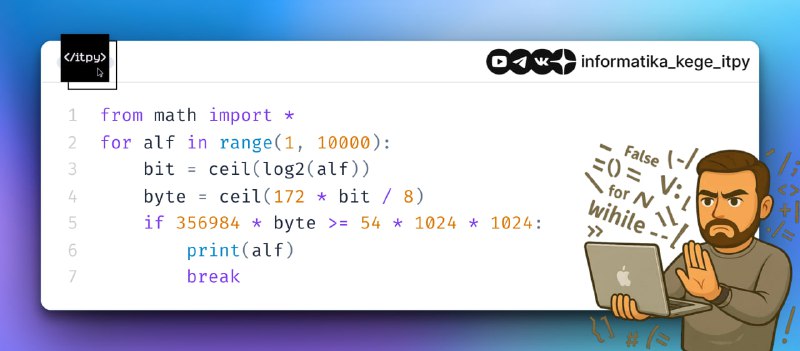 </itpy>
informatika_kege_itpy
1 from math import *
2 for alf in range(1, 10000):
3     bit = ceil(log2(alf))
4     byte = ceil(172 * bit / 8)
5     if 356984 * byte >= 54 * 1024 * 1024:
6         print(alf)
7         break
False
for
wihile